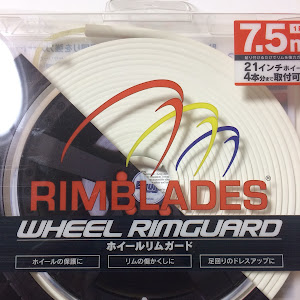 7.5m
21インチホイー
4本分まで取付可
RIMBLADES®
WHEEL RIMGUARD
ホイールリムガード
ホイールの保護に
リムの傷かくしに
足回りのドレスアップに